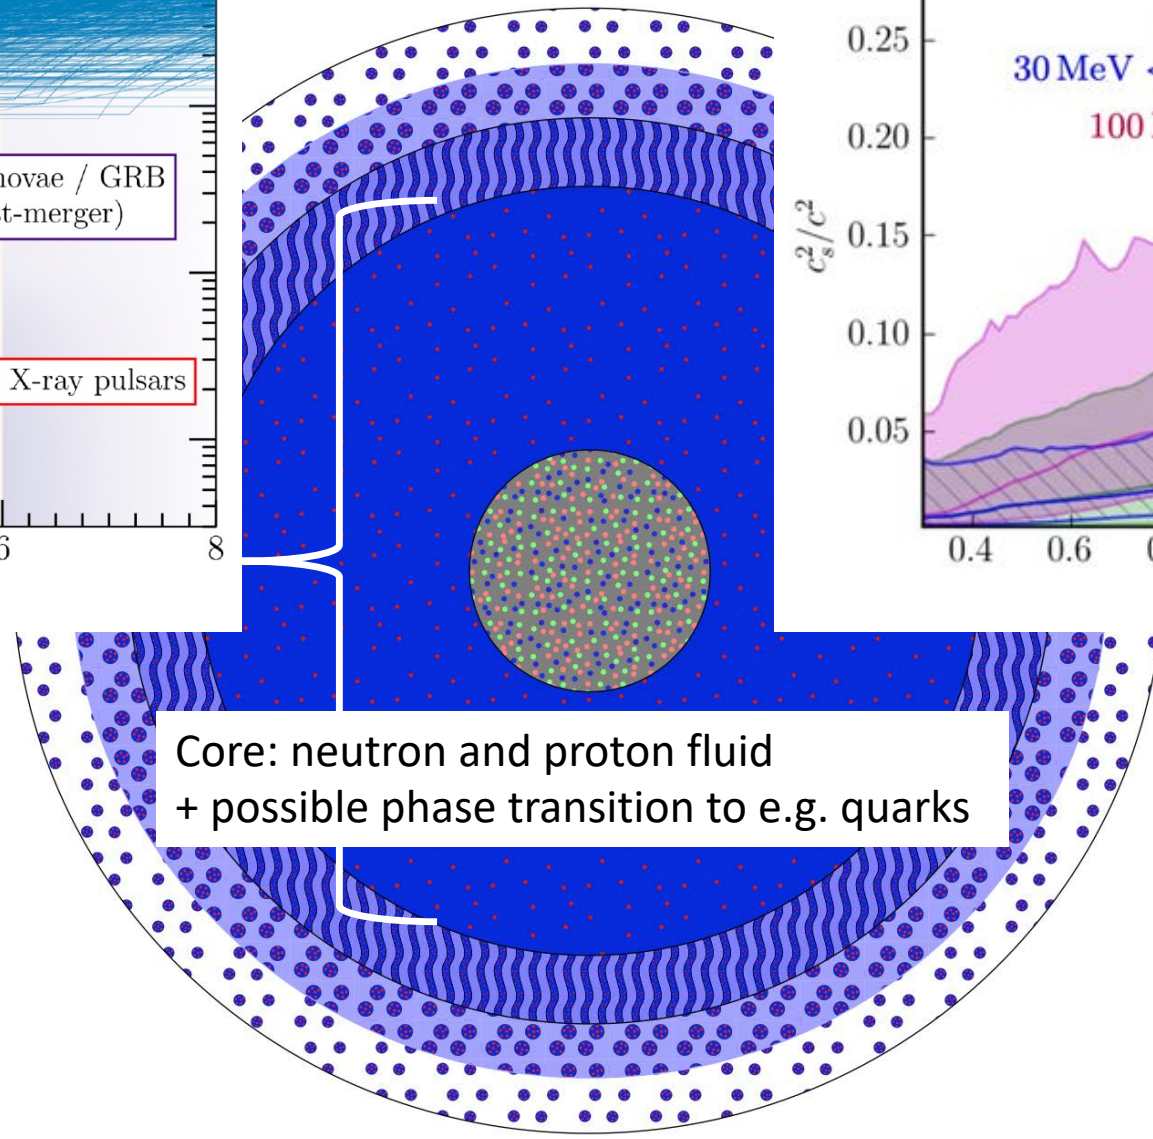 st-merger)
X-ray pulsars
6
8
Core: neutron and proton fluid
+ possible phase transition to e.g. quarks
0.25
30 MeV
0.20
100
c_s^2/c^2
0.15
0.10
0.05
0.4
0.6
/ GRB